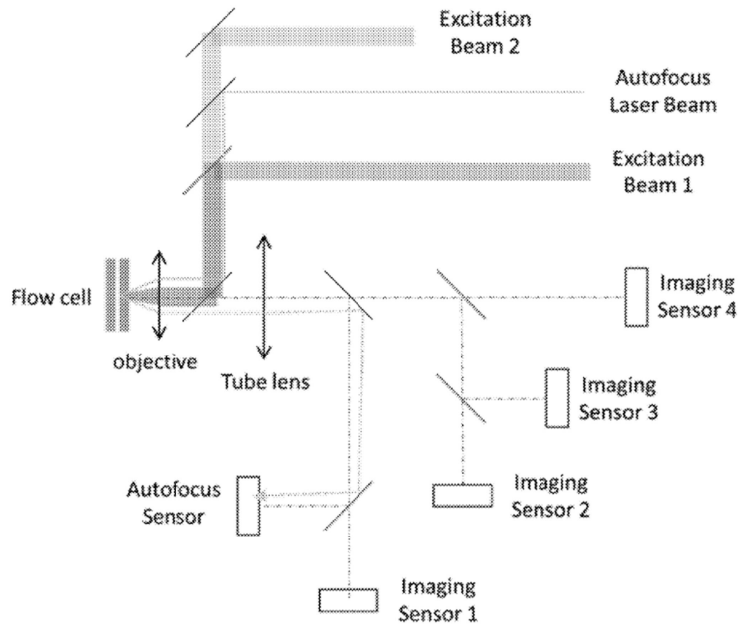 Excitation
Beam 2
Autofocus
Laser Beam
Excitation
Beam 1
Flow cell
objective
Tube lens
Imaging
Sensor 4
Imaging
Sensor 3
Autofocus
Sensor
Imaging
Sensor 2
Imaging
Sensor 1